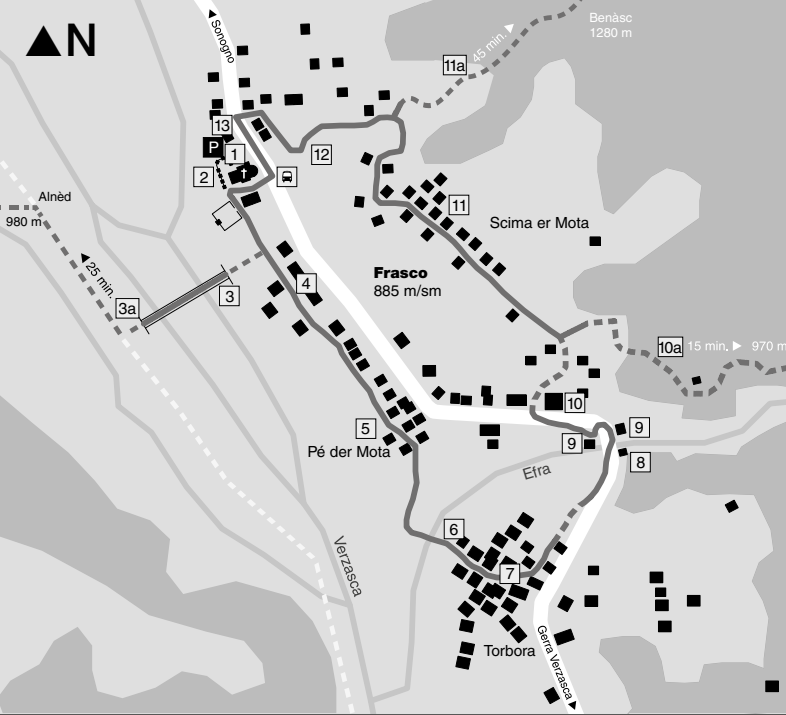 N
Sonogno
Benàsc
1280 m
45 min.
11a
13
P
1
12
2
Alnèd
980 m
11
Scima er Mota
25 min.
Frasco
885 m/sm
3
4
3a
10a
15 min.
970 m
10
5
9
9
Pé der Mota
8
Efra
6
Verzasca
7
Torbora
Gerra Verzasca